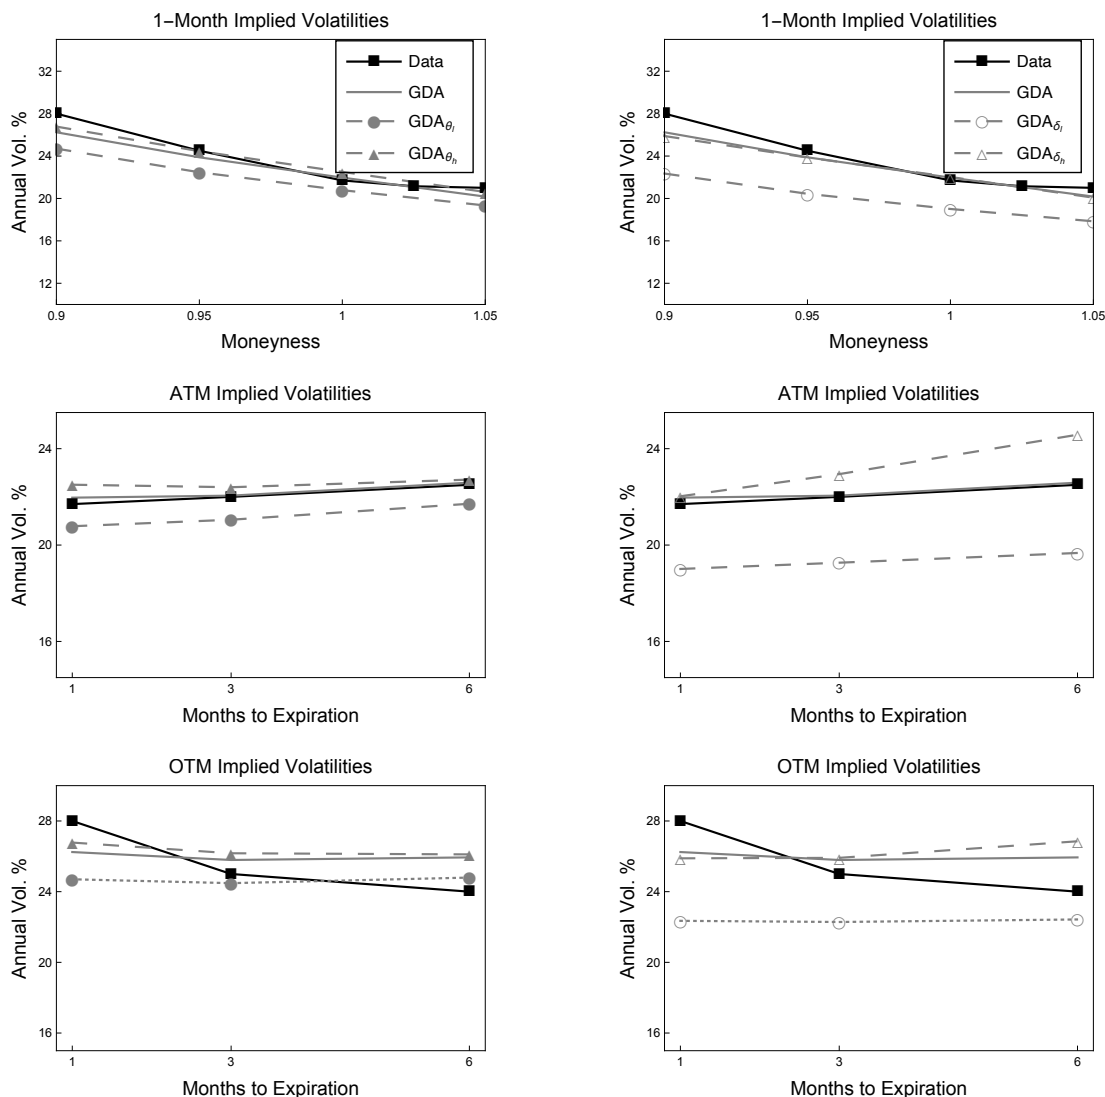 1−Month Implied Volatilities
Annual Vol. %
32
28
24
20
16
12
0.9
0.95
1
1.05
Moneyness
Data
GDA
GDAθl
GDAθh
1−Month Implied Volatilities
Annual Vol. %
32
28
24
20
16
12
0.9
0.95
1
1.05
Moneyness
Data
GDA
GDAδl
GDAδh
ATM Implied Volatilities
Annual Vol. %
24
20
16
1
3
6
Months to Expiration
ATM Implied Volatilities
Annual Vol. %
24
20
16
1
3
6
Months to Expiration
OTM Implied Volatilities
Annual Vol. %
28
24
20
16
1
3
6
Months to Expiration
OTM Implied Volatilities
Annual Vol. %
28
24
20
16
1
3
6
Months to Expiration